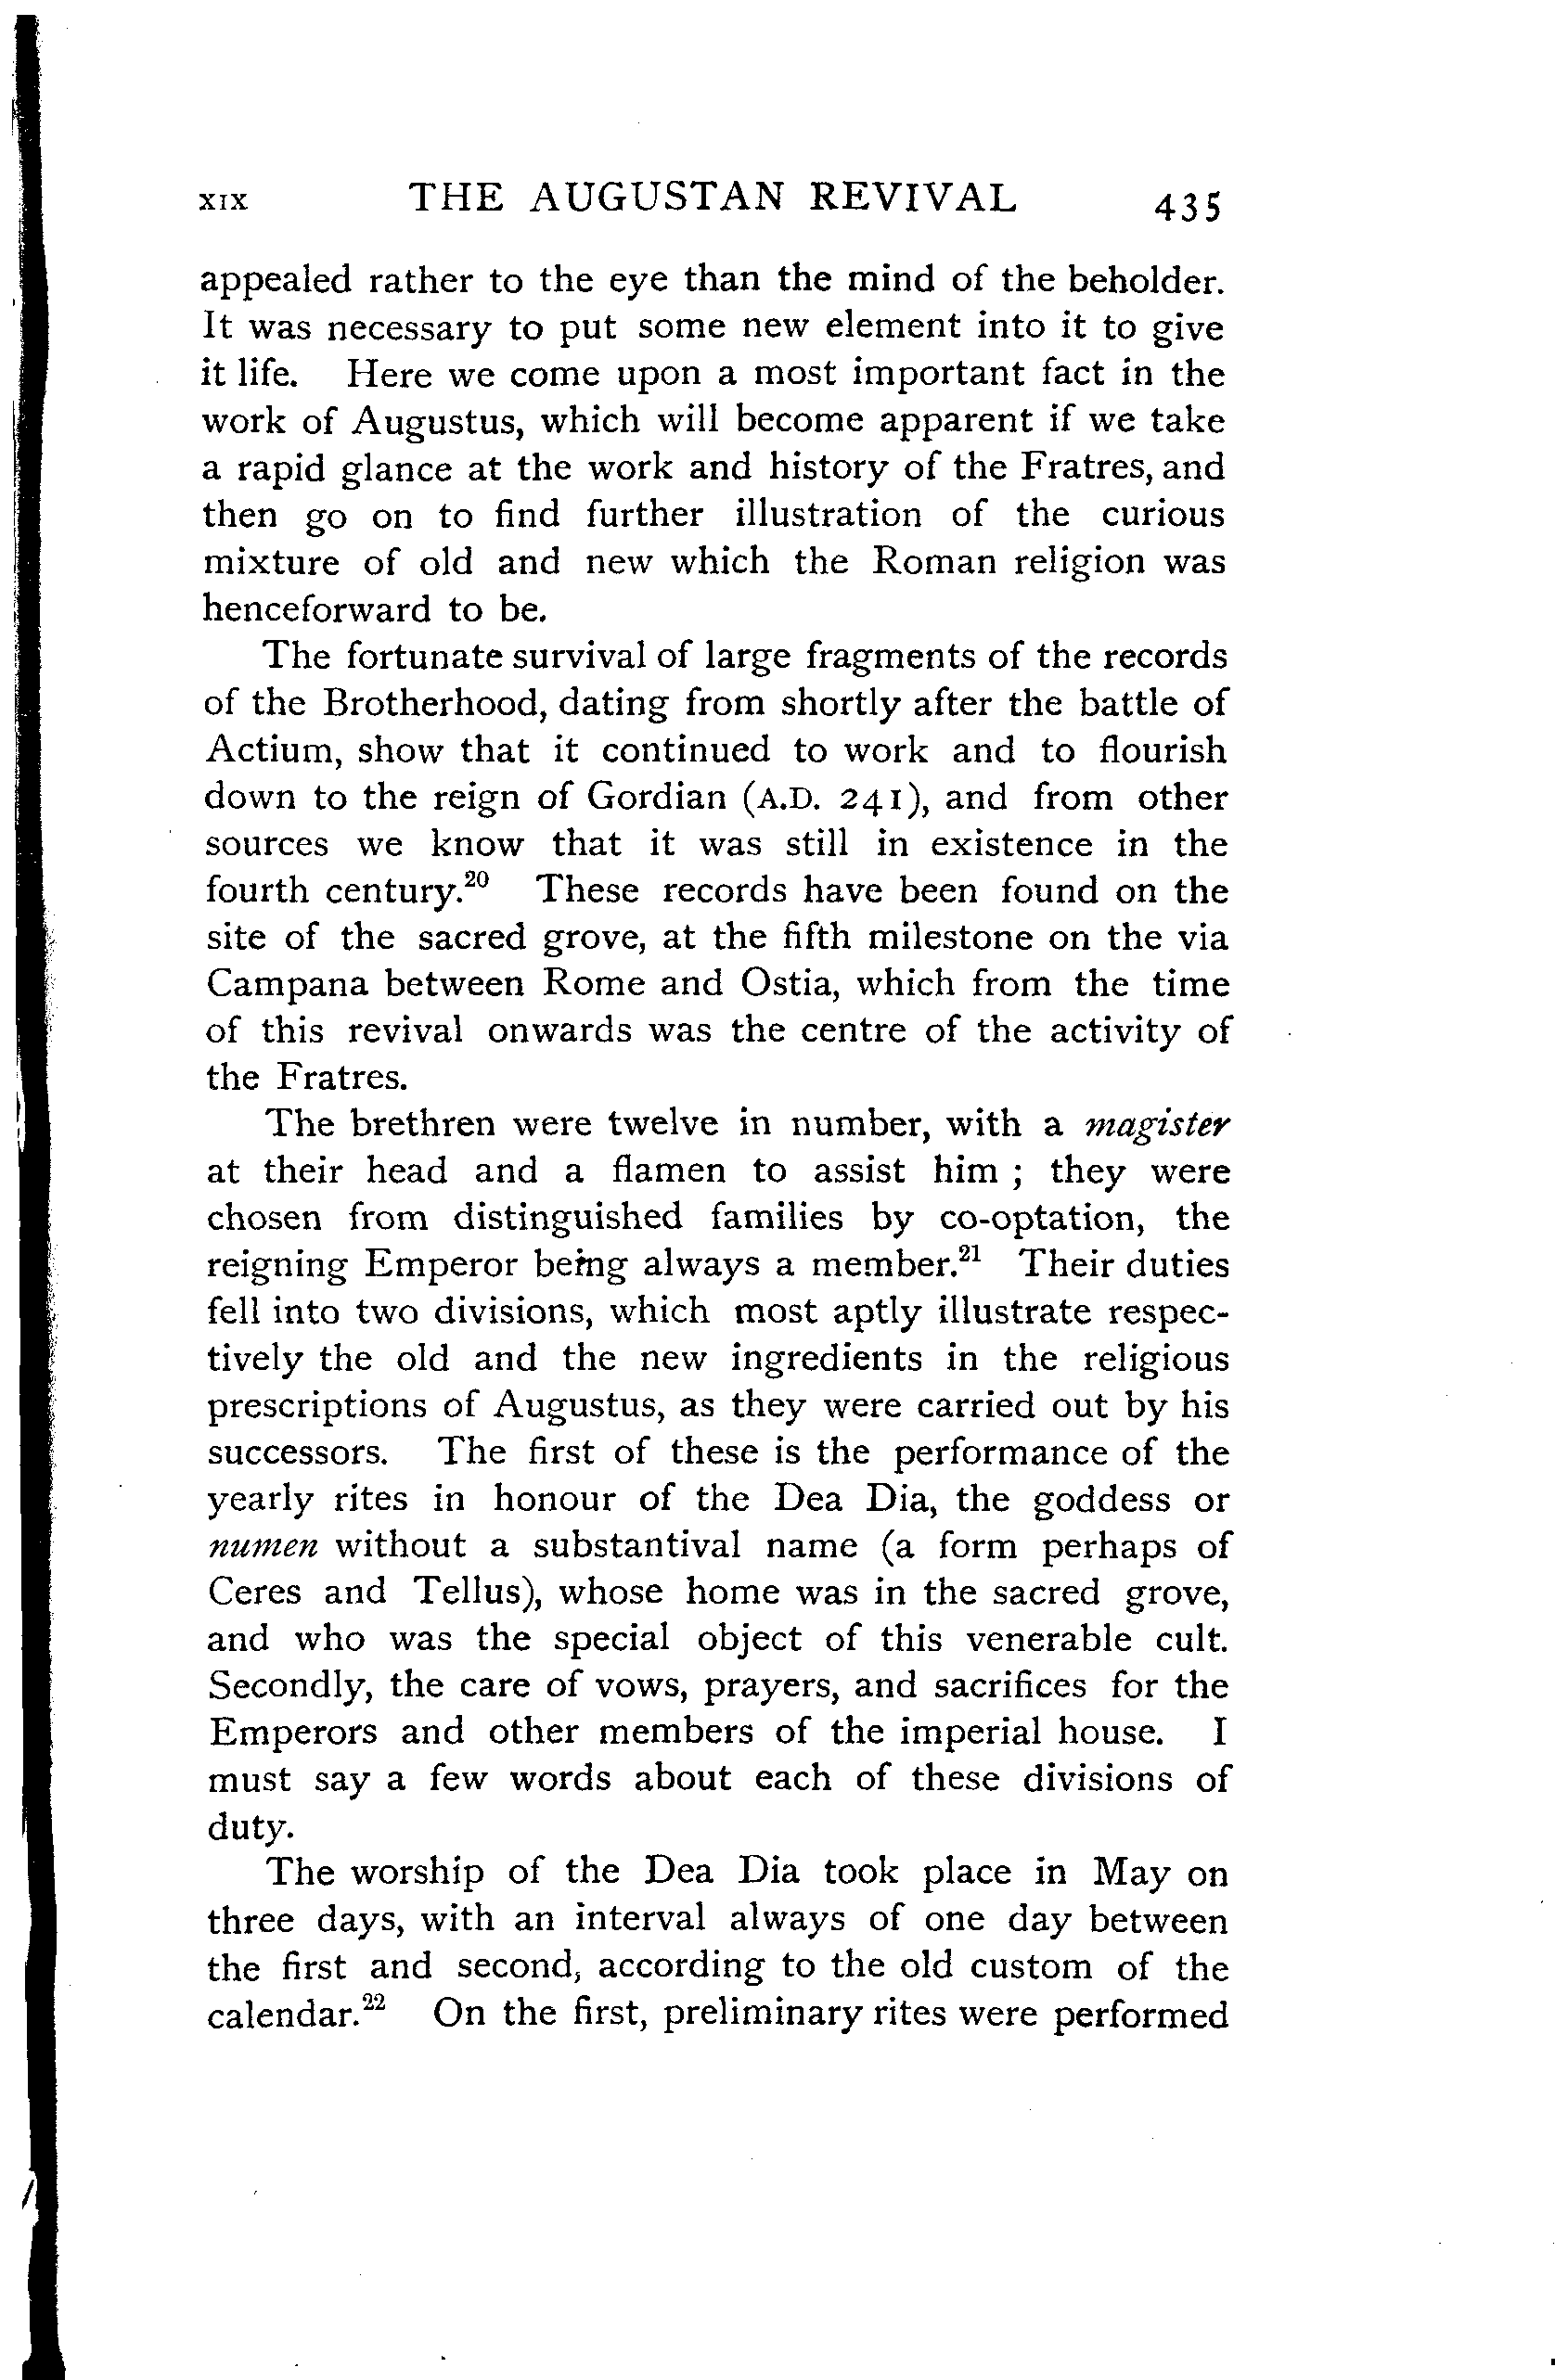 xix THE AUGUSTAN REVIVAL 435
appealed rather to the eye than the mind of the beholder.
It was necessary to put some new element into it to give
it life. Here we come upon a most important fact in the
work of Augustus, which will become apparent if we take
a rapid glance at the work and history of the Fratres, and
then go on to find further illustration of the curious
mixture of old and new which the Roman religion was
henceforward to be.
The fortunate survival of large fragments of the records
of the Brotherhood, dating from shortly after the battle of
Actium, show that it continued to work and to flourish
down to the reign of Gordian (A.D. 241), and from other
sources we know that it was still in existence in the
fourth century.²⁰ These records have been found on the
site of the sacred grove, at the fifth milestone on the via
Campana between Rome and Ostia, which from the time
of this revival onwards was the centre of the activity of
the Fratres.
The brethren were twelve in number, with a magister
at their head and a flamen to assist him ; they were
chosen from distinguished families by co-optation, the
reigning Emperor being always a member.²¹ Their duties
fell into two divisions, which most aptly illustrate respec-
tively the old and the new ingredients in the religious
prescriptions of Augustus, as they were carried out by his
successors. The first of these is the performance of the
yearly rites in honour of the Dea Dia, the goddess or
numen without a substantival name (a form perhaps of
Ceres and Tellus), whose home was in the sacred grove,
and who was the special object of this venerable cult.
Secondly, the care of vows, prayers, and sacrifices for the
Emperors and other members of the imperial house. I
must say a few words about each of these divisions of
duty.
The worship of the Dea Dia took place in May on
three days, with an interval always of one day between
the first and second, according to the old custom of the
calendar.²² On the first, preliminary rites were performed